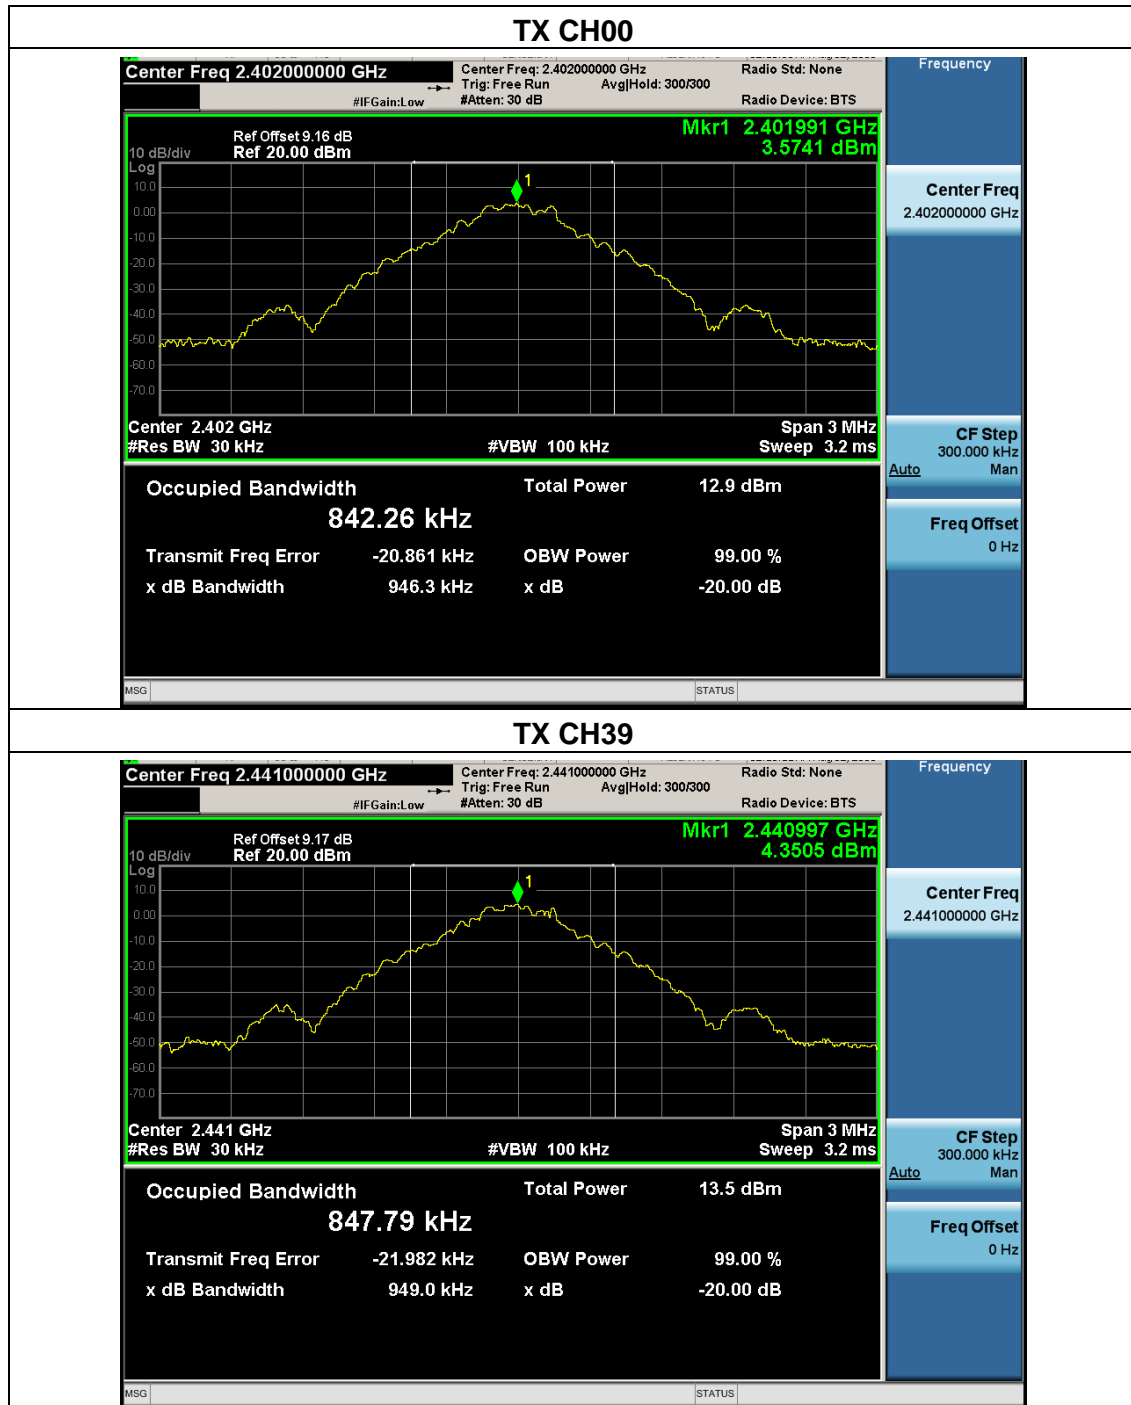 TX CH00
Center Freq 2.402000000 GHz
Center Freq: 2.402000000 GHz
Radio Std: None
Trig: Free Run
Avg|Hold: 300/300
#IFGain:Low
#Atten: 30 dB
Radio Device: BTS
Frequency
Mkr1 2.401991 GHz
3.5741 dBm
Ref Offset 9.16 dB
10 dB/div
Ref 20.00 dBm
Log
10.0
0.00
-10.0
-20.0
-30.0
-40.0
-50.0
-60.0
-70.0
1
Center 2.402 GHz
Span 3 MHz
#Res BW 30 kHz
#VBW 100 kHz
Sweep 3.2 ms
Center Freq
2.402000000 GHz
CF Step
300.000 kHz
Auto Man
Freq Offset
0 Hz
Occupied Bandwidth
Total Power 12.9 dBm
842.26 kHz
Transmit Freq Error -20.861 kHz OBW Power 99.00 %
x dB Bandwidth 946.3 kHz x dB -20.00 dB
MSG
STATUS
TX CH39
Center Freq 2.441000000 GHz
Center Freq: 2.441000000 GHz
Radio Std: None
Trig: Free Run
Avg|Hold: 300/300
#IFGain:Low
#Atten: 30 dB
Radio Device: BTS
Frequency
Mkr1 2.440997 GHz
4.3505 dBm
Ref Offset 9.17 dB
10 dB/div
Ref 20.00 dBm
Log
10.0
0.00
-10.0
-20.0
-30.0
-40.0
-50.0
-60.0
-70.0
1
Center 2.441 GHz
Span 3 MHz
#Res BW 30 kHz
#VBW 100 kHz
Sweep 3.2 ms
Center Freq
2.441000000 GHz
CF Step
300.000 kHz
Auto Man
Freq Offset
0 Hz
Occupied Bandwidth
Total Power 13.5 dBm
847.79 kHz
Transmit Freq Error -21.982 kHz OBW Power 99.00 %
x dB Bandwidth 949.0 kHz x dB -20.00 dB
MSG
STATUS